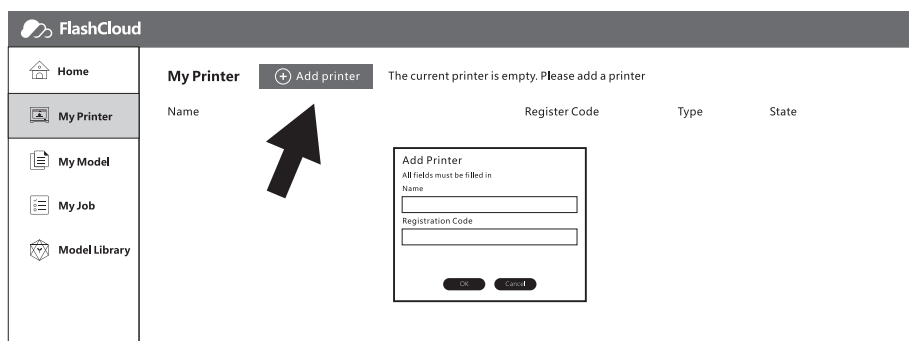 FlashCloud
Home
My Printer
My Model
My Job
Model Library
My Printer Add printer The current printer is empty. Please add a printer
Name Register Code Type State
Add Printer
All fields must be filled in
Name
Registration Code
OK Cancel